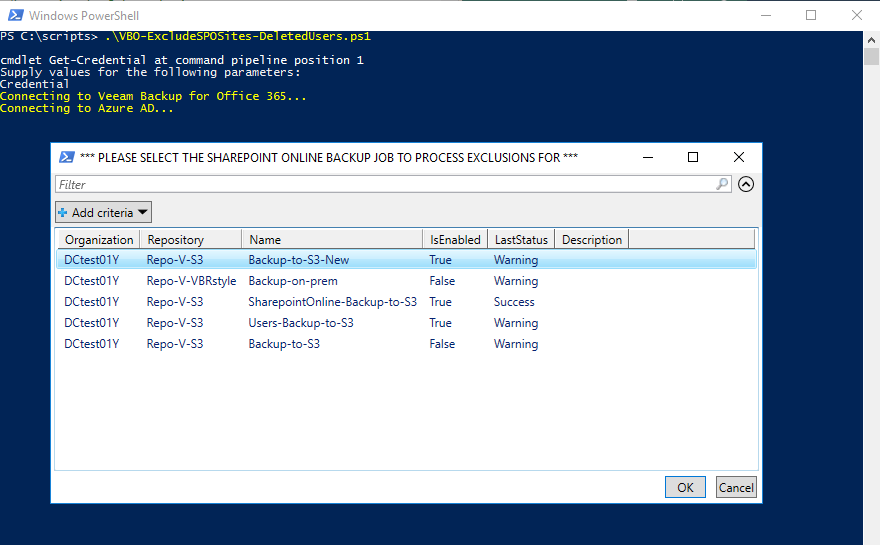 Windows PowerShell
PS C:\scripts> .\VBO-ExcludeSPOSites-DeletedUsers.ps1
cmdlet Get-Credential at command pipeline position 1
Supply values for the following parameters:
Credential
Connecting to Veeam Backup for Office 365...
Connecting to Azure AD...
*** PLEASE SELECT THE SHAREPOINT ONLINE BACKUP JOB TO PROCESS EXCLUSIONS FOR ***
Filter
Add criteria
Organization Repository Name IsEnabled LastStatus Description
DCtest01Y Repo-V-S3 Backup-to-S3-New True Warning
DCtest01Y Repo-V-VBRstyle Backup-on-prem False Warning
DCtest01Y Repo-V-S3 SharepointOnline-Backup-to-S3 True Success
DCtest01Y Repo-V-S3 Users-Backup-to-S3 True Warning
DCtest01Y Repo-V-S3 Backup-to-S3 False Warning
OK Cancel